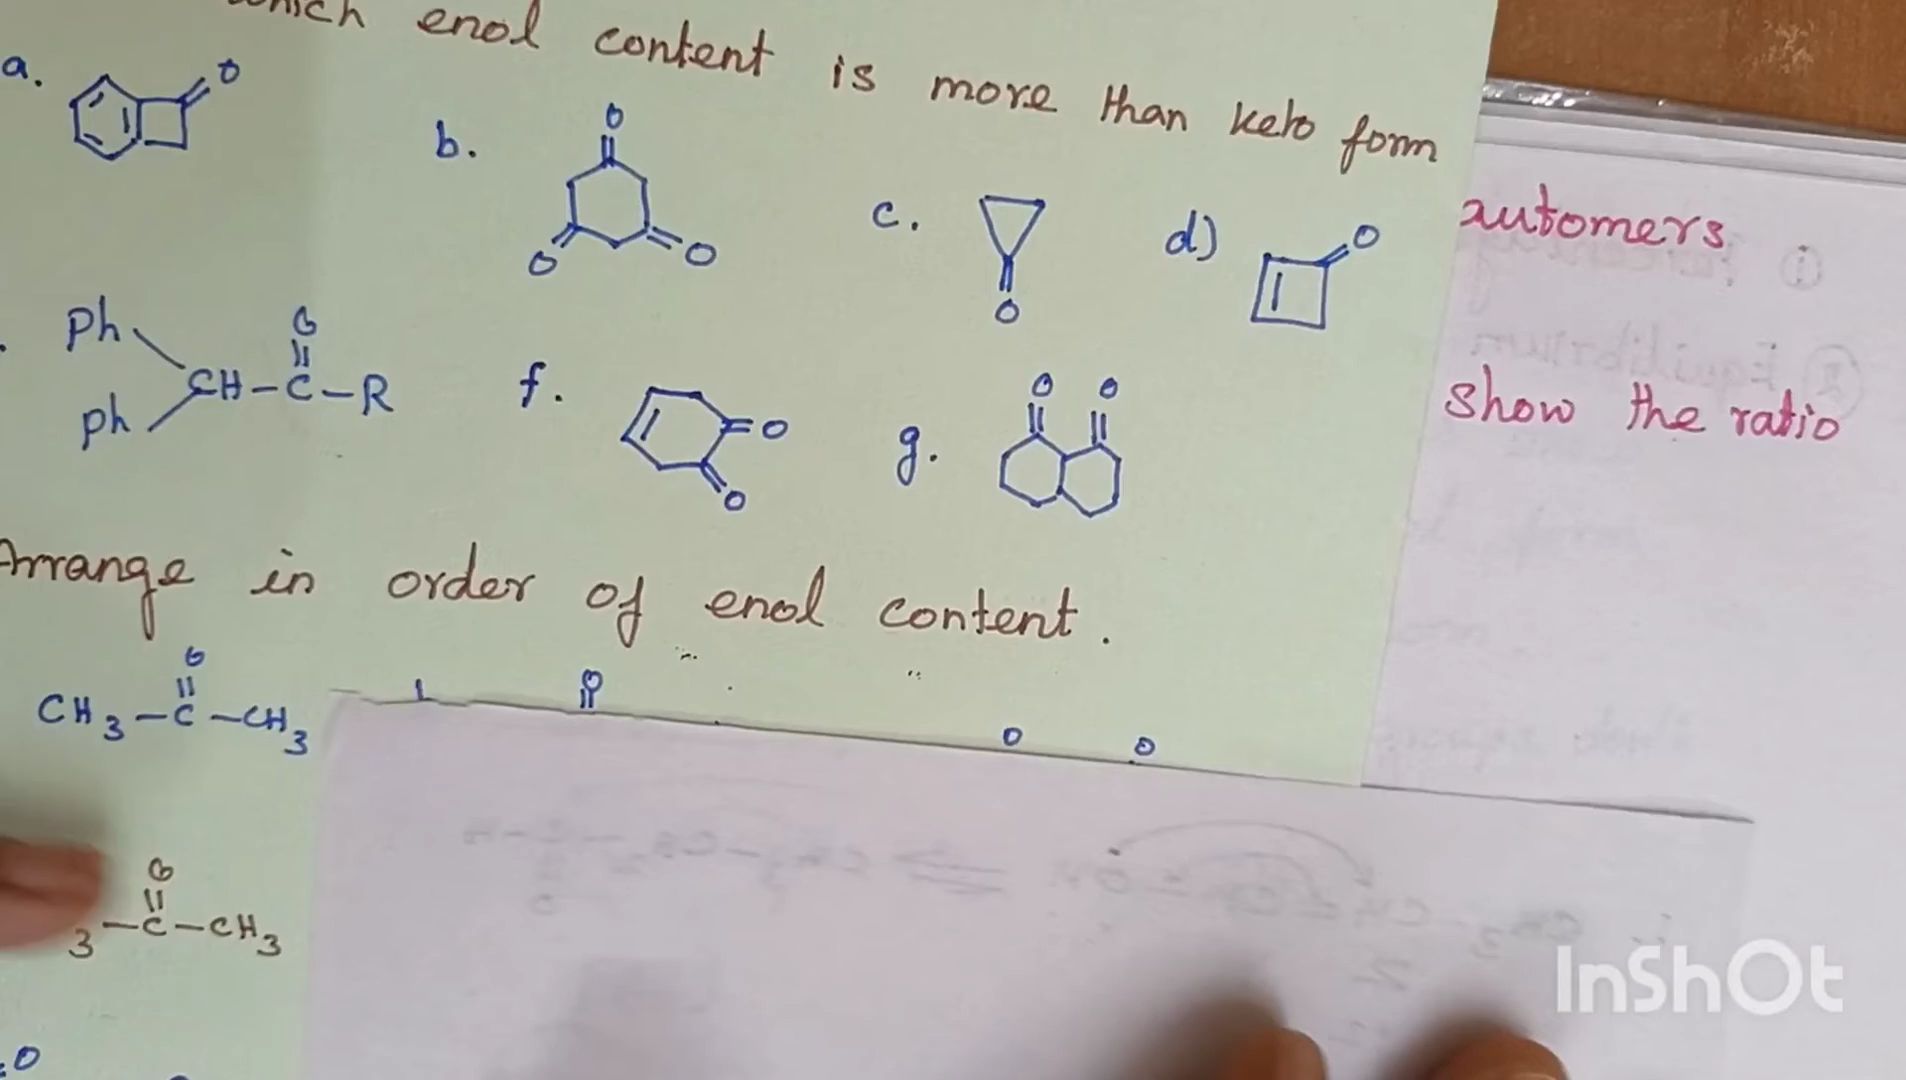 which enol content is more than keto form
a.
O
b.
O
O
O
c.
O
d)
O
automers
Ph
Ph
CH-C-R
O
f.
O
O
g.
O O
show the ratio
Arrange in order of enol content.
O
CH3-C-CH3
O
O O
O
3-C-CH3
O
InShOt